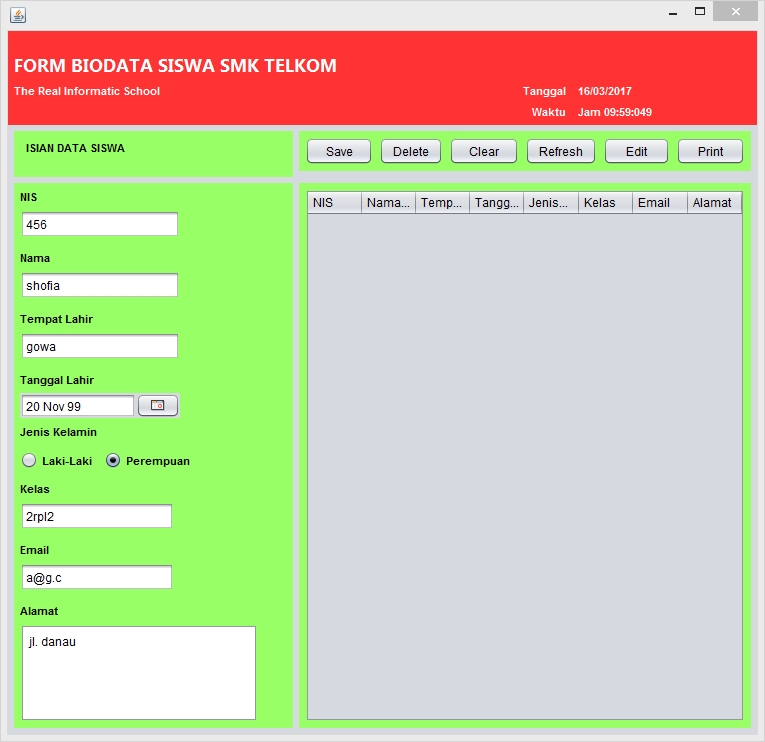 FORM BIODATA SISWA SMK TELKOM
The Real Informatic School
Tanggal 16/03/2017
Waktu Jam 09:59:049
ISIAN DATA SISWA
Save Delete Clear Refresh Edit Print
NIS
456
Nama
shofia
Tempat Lahir
gowa
Tanggal Lahir
20 Nov 99
Jenis Kelamin
Laki-Laki Perempuan
Kelas
2rpl2
Email
a@g.c
Alamat
jl. danau
NIS Nama... Temp... Tangg... Jenis... Kelas Email Alamat